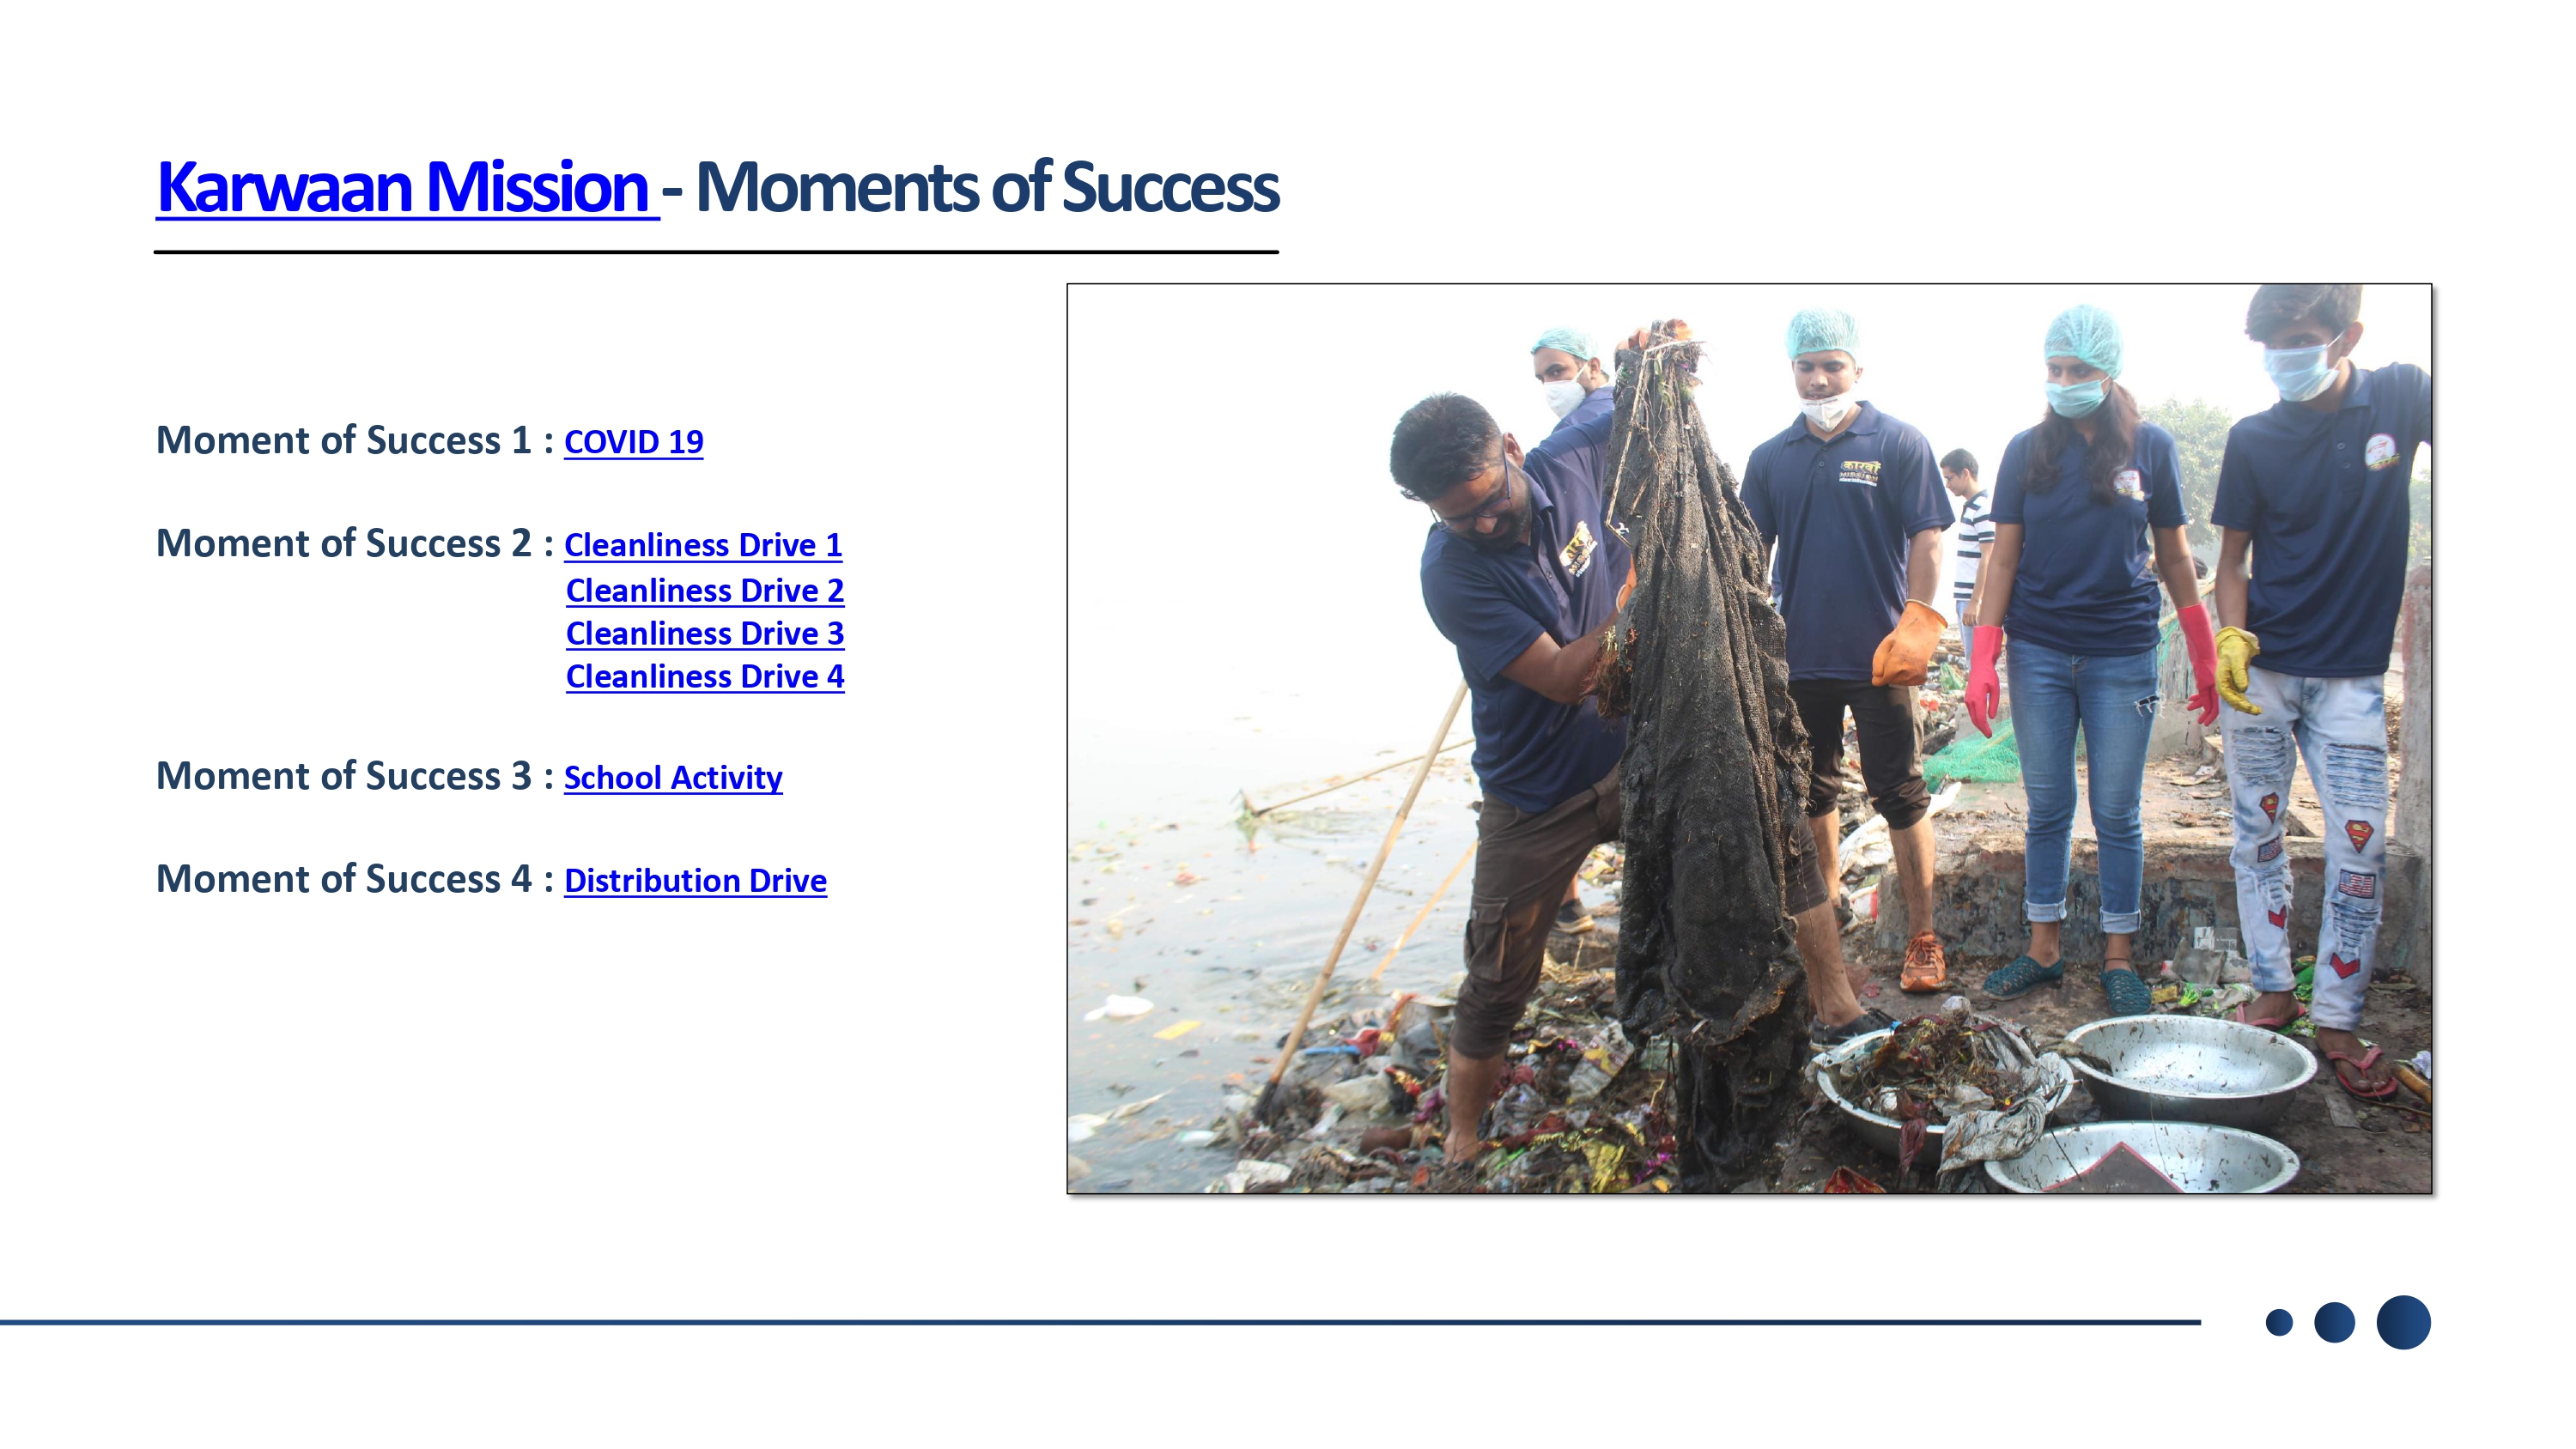 Karwaan Mission - Moments of Success
Moment of Success 1 : COVID 19
Moment of Success 2 : Cleanliness Drive 1
Cleanliness Drive 2
Cleanliness Drive 3
Cleanliness Drive 4
Moment of Success 3 : School Activity
Moment of Success 4 : Distribution Drive
कारवाँ
MISSION